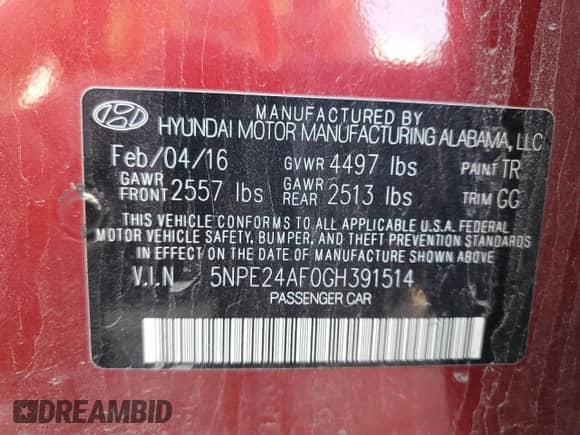 MANUFACTURED BY
HYUNDAI MOTOR MANUFACTURING ALABAMA, LLC
Feb/04/16 GVWR 4497 lbs PAINT TR
GAWR FRONT 2557 lbs GAWR REAR 2513 lbs TRIM GG
THIS VEHICLE CONFORMS TO ALL APPLICABLE U.S.A. FEDERAL
MOTOR VEHICLE SAFETY, BUMPER, AND THEFT PREVENTION
STANDARDS IN EFFECT ON THE DATE OF MANUFACTURE SHOWN ABOVE.
V.I.N 5NPE24AF0GH391514
PASSENGER CAR
DREAMBID